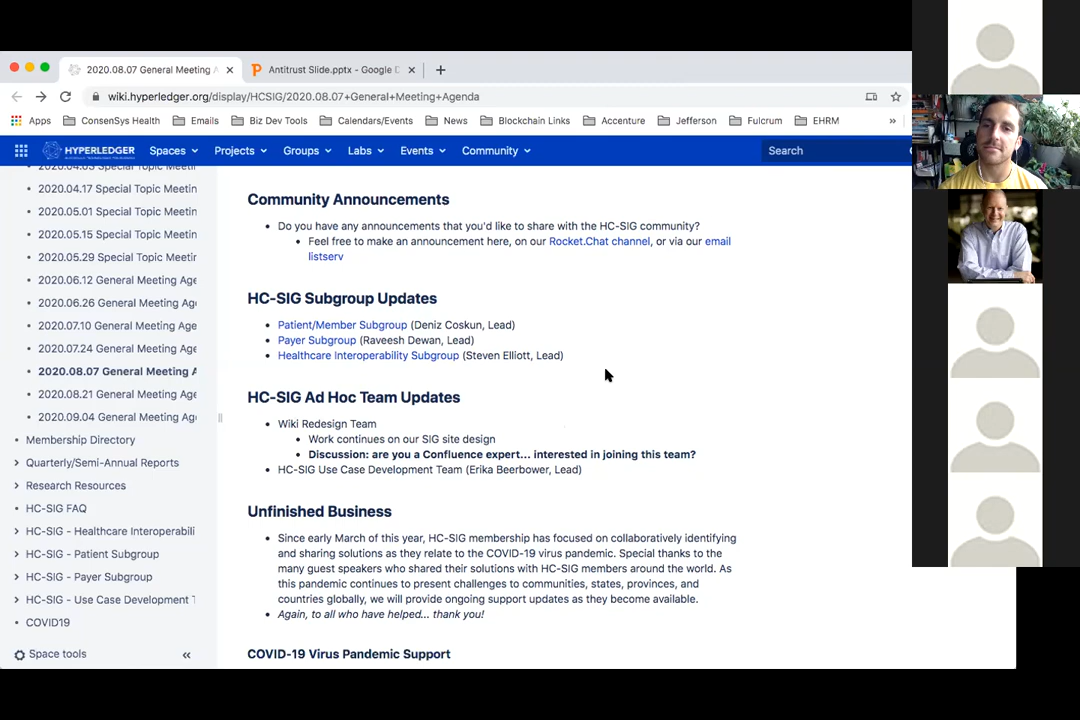 2020.08.07 General Meeting A
Antitrust Slide.pptx - Google D
wiki.hyperledger.org/display/HCSIG/2020.08.07+General+Meeting+Agenda
Apps
ConsenSys Health
Emails
Biz Dev Tools
Calendars/Events
News
Blockchain Links
Accenture
Jefferson
Fulcrum
EHRM
»
HYPERLEDGER
Spaces
Projects
Groups
Labs
Events
Community
Search
2020.04.03 Special Topic Meetin
2020.04.17 Special Topic Meetin
2020.05.01 Special Topic Meetin
2020.05.15 Special Topic Meetin
2020.05.29 Special Topic Meetin
2020.06.12 General Meeting Age
2020.06.26 General Meeting Age
2020.07.10 General Meeting Age
2020.07.24 General Meeting Age
2020.08.07 General Meeting A
2020.08.21 General Meeting Age
2020.09.04 General Meeting Age
Membership Directory
Quarterly/Semi-Annual Reports
Research Resources
HC-SIG FAQ
HC-SIG - Healthcare Interoperabili
HC-SIG - Patient Subgroup
HC-SIG - Payer Subgroup
HC-SIG - Use Case Development T
COVID19
Space tools
«
Community Announcements
• Do you have any announcements that you'd like to share with the HC-SIG community?
• Feel free to make an announcement here, on our Rocket.Chat channel, or via our email
listserv
HC-SIG Subgroup Updates
• Patient/Member Subgroup (Deniz Coskun, Lead)
• Payer Subgroup (Raveesh Dewan, Lead)
• Healthcare Interoperability Subgroup (Steven Elliott, Lead)
HC-SIG Ad Hoc Team Updates
• Wiki Redesign Team
• Work continues on our SIG site design
• Discussion: are you a Confluence expert... interested in joining this team?
• HC-SIG Use Case Development Team (Erika Beerbower, Lead)
Unfinished Business
• Since early March of this year, HC-SIG membership has focused on collaboratively identifying
and sharing solutions as they relate to the COVID-19 virus pandemic. Special thanks to the
many guest speakers who shared their solutions with HC-SIG members around the world. As
this pandemic continues to present challenges to communities, states, provinces, and
countries globally, we will provide ongoing support updates as they become available.
• Again, to all who have helped... thank you!
COVID-19 Virus Pandemic Support